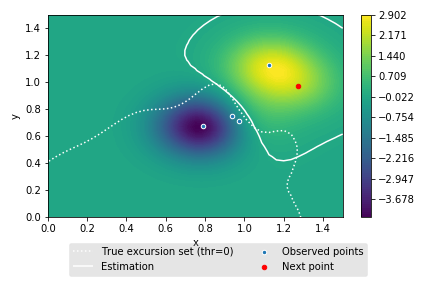 1.4
1.2
1.0
0.8
0.6
0.4
0.2
0.0
y
0.0 0.2 0.4 0.6 0.8 1.0 1.2 1.4
x
2.902
2.171
1.440
0.709
−0.022
−0.754
−1.485
−2.216
−2.947
−3.678
True excursion set (thr=0)
Estimation
Observed points
Next point